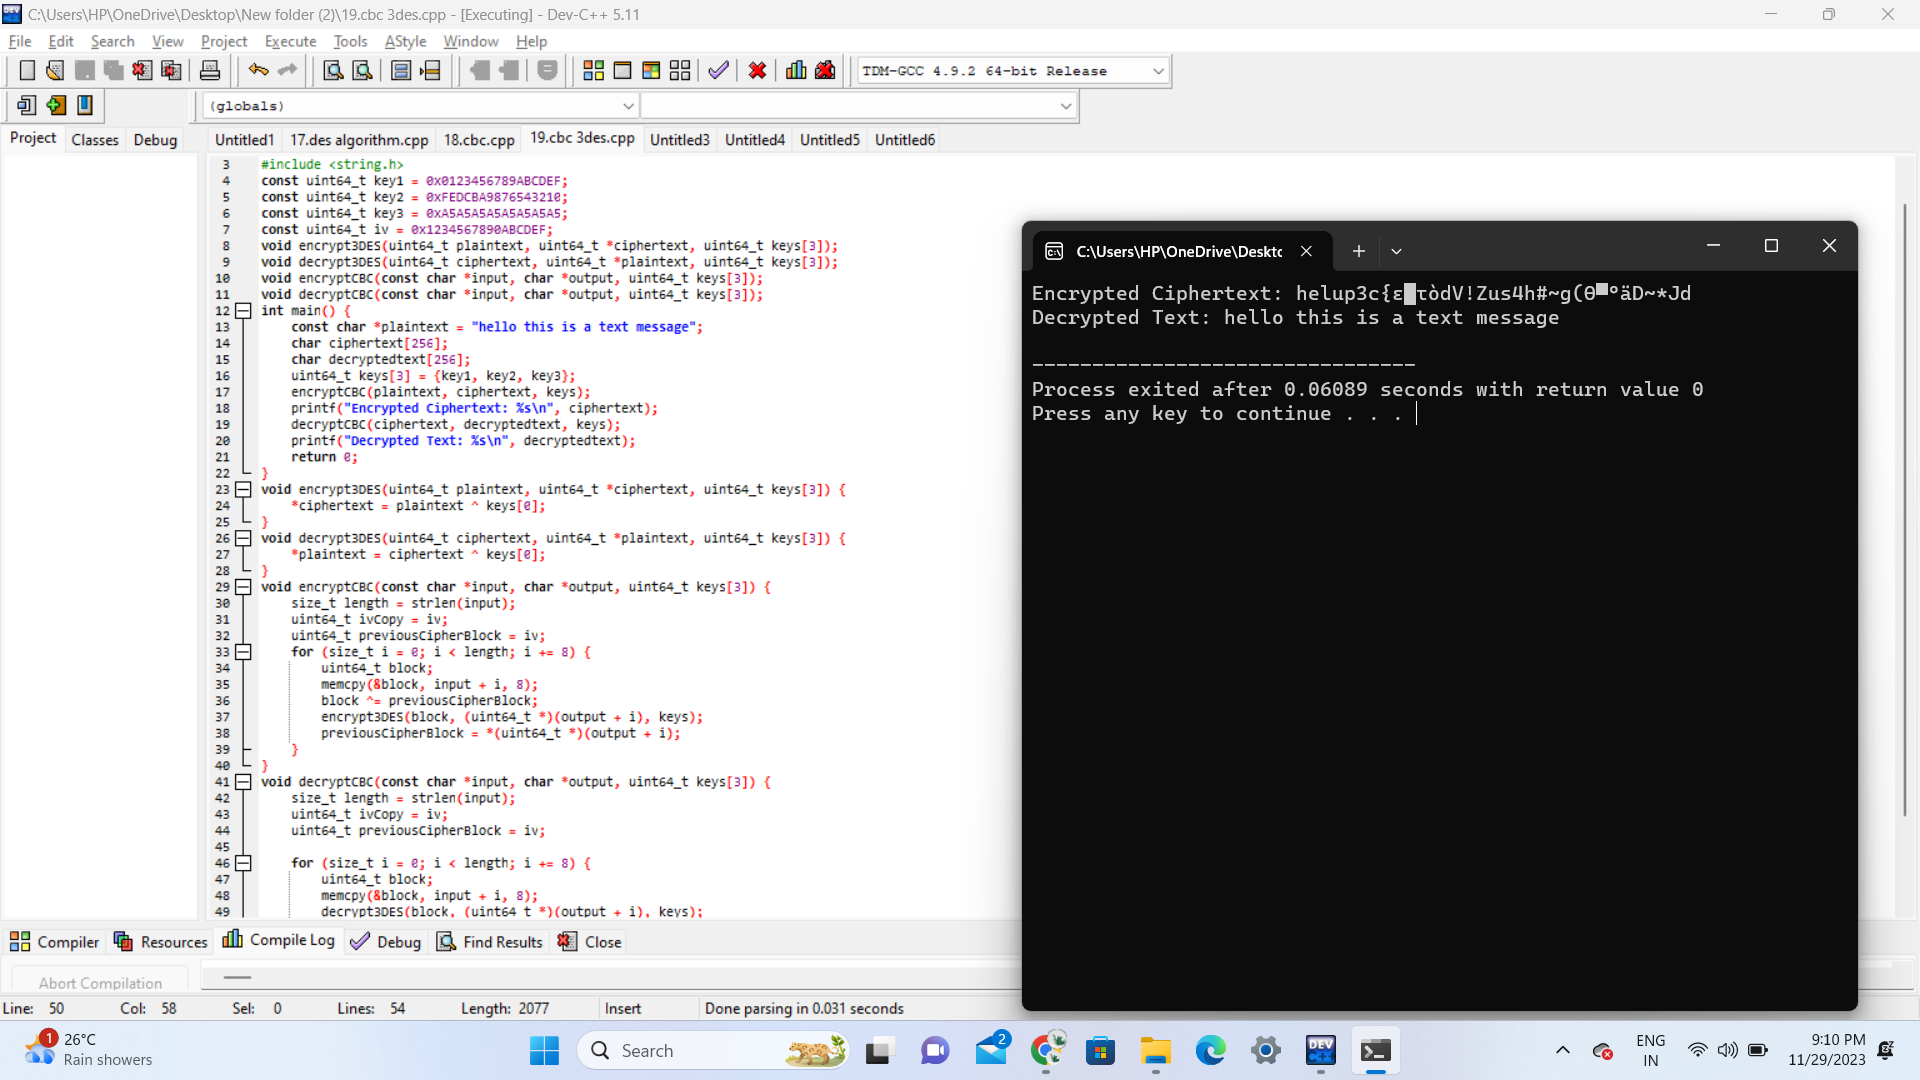 C:\Users\HP\OneDrive\Desktop\New folder (2)\19.cbc 3des.cpp - [Executing] - Dev-C++ 5.11
File Edit Search View Project Execute Tools AStyle Window Help
TDM-GCC 4.9.2 64-bit Release
(globals)
Project Classes Debug
Untitled1 17.des algorithm.cpp 18.cbc.cpp 19.cbc 3des.cpp Untitled3 Untitled4 Untitled5 Untitled6
3 #include <string.h>
4 const uint64_t key1 = 0x0123456789ABCDEF;
5 const uint64_t key2 = 0xFEDCBA9876543210;
6 const uint64_t key3 = 0xA5A5A5A5A5A5A5A5;
7 const uint64_t iv = 0x1234567890ABCDEF;
8 void encrypt3DES(uint64_t plaintext, uint64_t *ciphertext, uint64_t keys[3]);
9 void decrypt3DES(uint64_t ciphertext, uint64_t *plaintext, uint64_t keys[3]);
10 void encryptCBC(const char *input, char *output, uint64_t keys[3]);
11 void decryptCBC(const char *input, char *output, uint64_t keys[3]);
12 int main() {
13 const char *plaintext = "hello this is a text message";
14 char ciphertext[256];
15 char decryptedtext[256];
16 uint64_t keys[3] = {key1, key2, key3};
17 encryptCBC(plaintext, ciphertext, keys);
18 printf("Encrypted Ciphertext: %s\n", ciphertext);
19 decryptCBC(ciphertext, decryptedtext, keys);
20 printf("Decrypted Text: %s\n", decryptedtext);
21 return 0;
22 }
23 void encrypt3DES(uint64_t plaintext, uint64_t *ciphertext, uint64_t keys[3]) {
24 *ciphertext = plaintext ^ keys[0];
25 }
26 void decrypt3DES(uint64_t ciphertext, uint64_t *plaintext, uint64_t keys[3]) {
27 *plaintext = ciphertext ^ keys[0];
28 }
29 void encryptCBC(const char *input, char *output, uint64_t keys[3]) {
30 size_t length = strlen(input);
31 uint64_t ivCopy = iv;
32 uint64_t previousCipherBlock = iv;
33 for (size_t i = 0; i < length; i += 8) {
34 uint64_t block;
35 memcpy(&block, input + i, 8);
36 block ^= previousCipherBlock;
37 encrypt3DES(block, (uint64_t *)(output + i), keys);
38 previousCipherBlock = *(uint64_t *)(output + i);
39 }
40 }
41 void decryptCBC(const char *input, char *output, uint64_t keys[3]) {
42 size_t length = strlen(input);
43 uint64_t ivCopy = iv;
44 uint64_t previousCipherBlock = iv;
45
46 for (size_t i = 0; i < length; i += 8) {
47 uint64_t block;
48 memcpy(&block, input + i, 8);
49 decrypt3DES(block, (uint64_t *)(output + i), keys);
C:\Users\HP\OneDrive\Deskto
Encrypted Ciphertext: helup3c{ε█τòdV!Zus4h#~g(Θ▀°äD~*Jd
Decrypted Text: hello this is a text message
--------------------------------
Process exited after 0.06089 seconds with return value 0
Press any key to continue . . .
Compiler Resources Compile Log Debug Find Results Close
Abort Compilation
Line: 50 Col: 58 Sel: 0 Lines: 54 Length: 2077 Insert Done parsing in 0.031 seconds
1 26°C
Rain showers
Search
2
DEV
ENG
IN
9:10 PM
11/29/2023